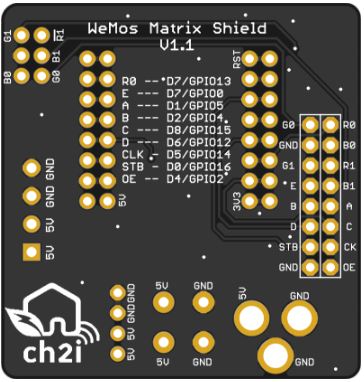 WeMos Matrix Shield
V1.1
G1 R1
B1
B0 G0
RST
R0 --- D7/GPIO13
E --- D7/GPIO0
A --- D1/GPIO5
B --- D2/GPIO4
C --- D8/GPIO15
D --- D6/GPIO12
CLK -- D5/GPIO14
STB - D0/GPIO16
OE --- D4/GPIO2
5V
3V3
G0 R0
GND B0
G1 R1
E B1
B A
D C
STB CK
GND OE
GND
GND
5V
5V
GND
GND
5V
5V
5V GND
5V GND
5V GND
GND
ch2i